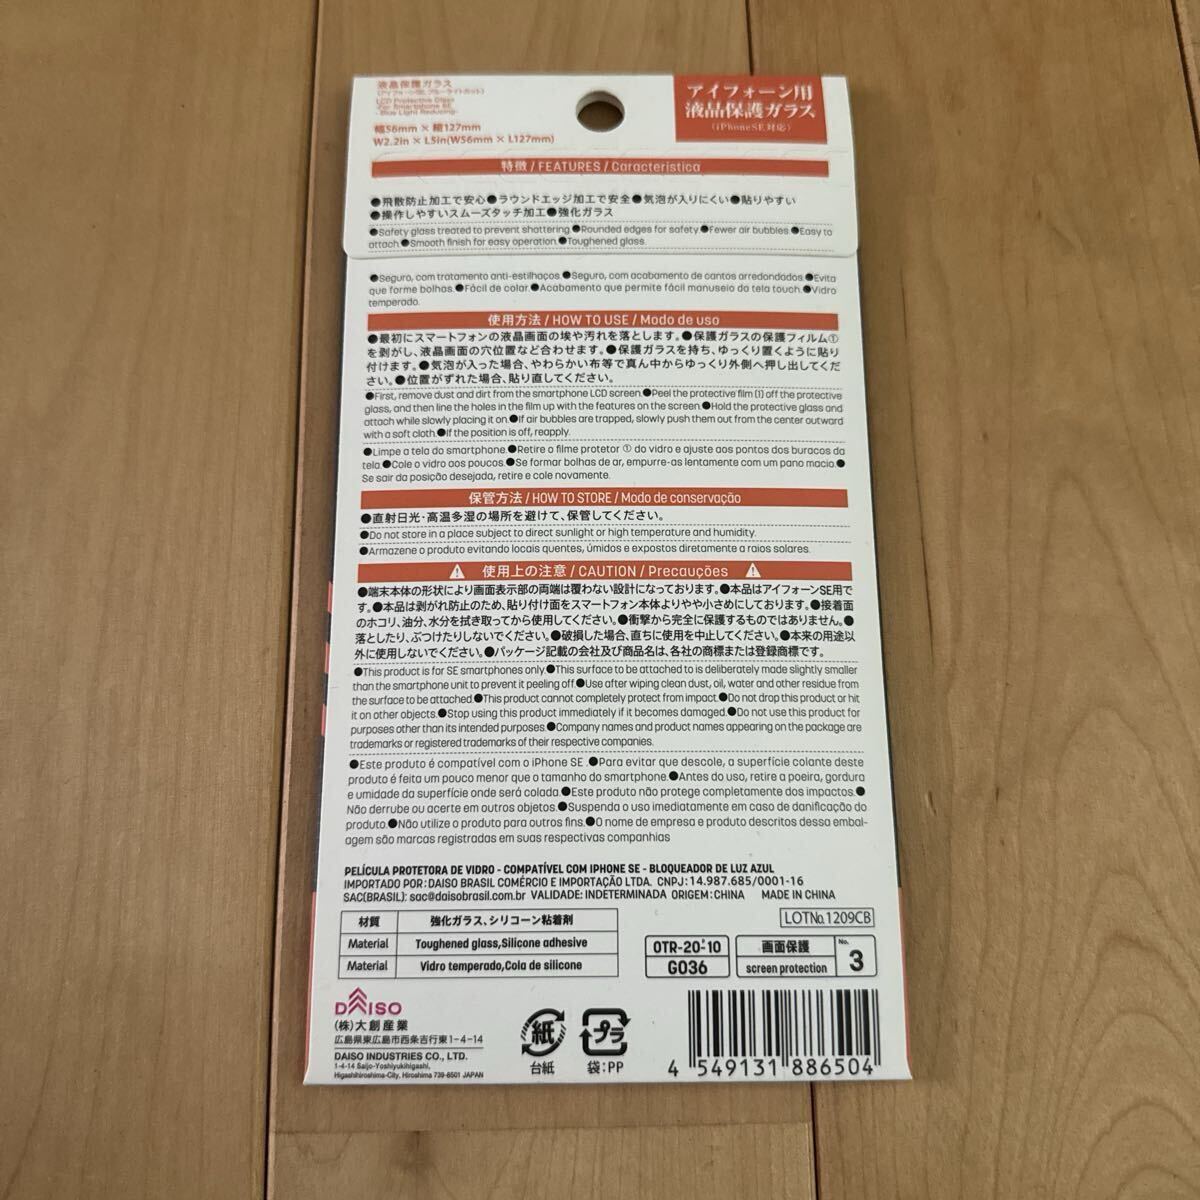 液晶保護ガラス
(アイフォーンSE、ブルーライトカット)
LCD Protective Glass
-For Smartphone SE,
-Blue Light Reducing-
幅56mm × 縦127mm
W2.2in × L5in(W56mm × L127mm)
アイフォーン用
液晶保護ガラス
(iPhoneSE対応)
特徴 / FEATURES / Característica
●飛散防止加工で安心●ラウンドエッジ加工で安全●気泡が入りにくい●貼りやすい
●操作しやすいスムーズタッチ加工●強化ガラス
●Safety glass treated to prevent shattering.●Rounded edges for safety.●Fewer air bubbles.●Easy to
attach.●Smooth finish for easy operation.●Toughened glass.
●Seguro, com tratamento anti-estilhaços.●Seguro, com acabamento de cantos arredondados.●Evita
que forme bolhas.●Fácil de colar.●Acabamento que permite fácil manuseio da tela touch.●Vidro
temperado.
使用方法 / HOW TO USE / Modo de uso
●最初にスマートフォンの液晶画面の埃や汚れを落とします。●保護ガラスの保護フィルム①
を剥がし、液晶画面の穴位置など合わせます。●保護ガラスを持ち、ゆっくり置くように貼り
付けます。●気泡が入った場合、やわらかい布等で真ん中からゆっくり外側へ押し出してくだ
さい。●位置がずれた場合、貼り直してください。
●First, remove dust and dirt from the smartphone LCD screen.●Peel the protective film (1) off the protective
glass, and then line the holes in the film up with the features on the screen.●Hold the protective glass and
attach while slowly placing it on.●If air bubbles are trapped, slowly push them out from the center outward
with a soft cloth.●If the position is off, reapply.
●Limpe a tela do smartphone.●Retire o filme protetor ① do vidro e ajuste aos pontos dos buracos da
tela.●Cole o vidro aos poucos.●Se formar bolhas de ar, empurre-as lentamente com um pano macio.●
Se sair da posição desejada, retire e cole novamente.
保管方法 / HOW TO STORE / Modo de conservação
●直射日光・高温多湿の場所を避けて、保管してください。
●Do not store in a place subject to direct sunlight or high temperature and humidity.
●Armazene o produto evitando locais quentes, úmidos e expostos diretamente a raios solares.
使用上の注意 / CAUTION / Precauções
●端末本体の形状により画面表示部の両端は覆わない設計になっております。●本品はアイフォーンSE用で
す。●本品は剥がれ防止のため、貼り付け面をスマートフォン本体よりやや小さめにしております。●接着面
のホコリ、油分、水分を拭き取ってから使用してください。●衝撃から完全に保護するものではありません。●
落としたり、ぶつけたりしないでください。●破損した場合、直ちに使用を中止してください。●本来の用途以
外に使用しないでください。●パッケージ記載の会社及び商品名は、各社の商標または登録商標です。
●This product is for SE smartphones only.●This surface to be attached to is deliberately made slightly smaller
than the smartphone unit to prevent it peeling off.●Use after wiping clean dust, oil, water and other residue from
the surface to be attached.●This product cannot completely protect from impact.●Do not drop this product or hit
it on other objects.●Stop using this product immediately if it becomes damaged.●Do not use this product for
purposes other than its intended purposes.●Company names and product names appearing on the package are
trademarks or registered trademarks of their respective companies.
●Este produto é compatível com o iPhone SE .●Para evitar que descole, a superfície colante deste
produto é feita um pouco menor que o tamanho do smartphone.●Antes do uso, retire a poeira, gordura
e umidade da superfície onde será colada.●Este produto não protege completamente dos impactos.●
Não derrube ou acerte em outros objetos.●Suspenda o uso imediatamente em caso de danificação do
produto.●Não utilize o produto para outros fins.●O nome de empresa e produto descritos dessa embal-
agem são marcas registradas em suas respectivas companhias
PELÍCULA PROTETORA DE VIDRO - COMPATÍVEL COM IPHONE SE - BLOQUEADOR DE LUZ AZUL
IMPORTADO POR:DAISO BRASIL COMÉRCIO E IMPORTAÇÃO LTDA. CNPJ:14.987.685/0001-16
SAC(BRASIL): sac@daisobrasil.com.br VALIDADE: INDETERMINADA ORIGEM:CHINA MADE IN CHINA
材質 強化ガラス、シリコーン粘着剤
Material Toughened glass,Silicone adhesive
Material Vidro temperado,Cola de silicone
LOTNo.1209CB
OTR-20-10
G036
画面保護
screen protection
No.
3
DAISO
(株)大創産業
広島県東広島市西条吉行東1-4-14
DAISO INDUSTRIES CO., LTD.
1-4-14 Saijo-Yoshiyukihigashi,
Higashihiroshima-City, Hiroshima 739-8501 JAPAN
紙
台紙
プラ
袋:PP
4 549131 886504